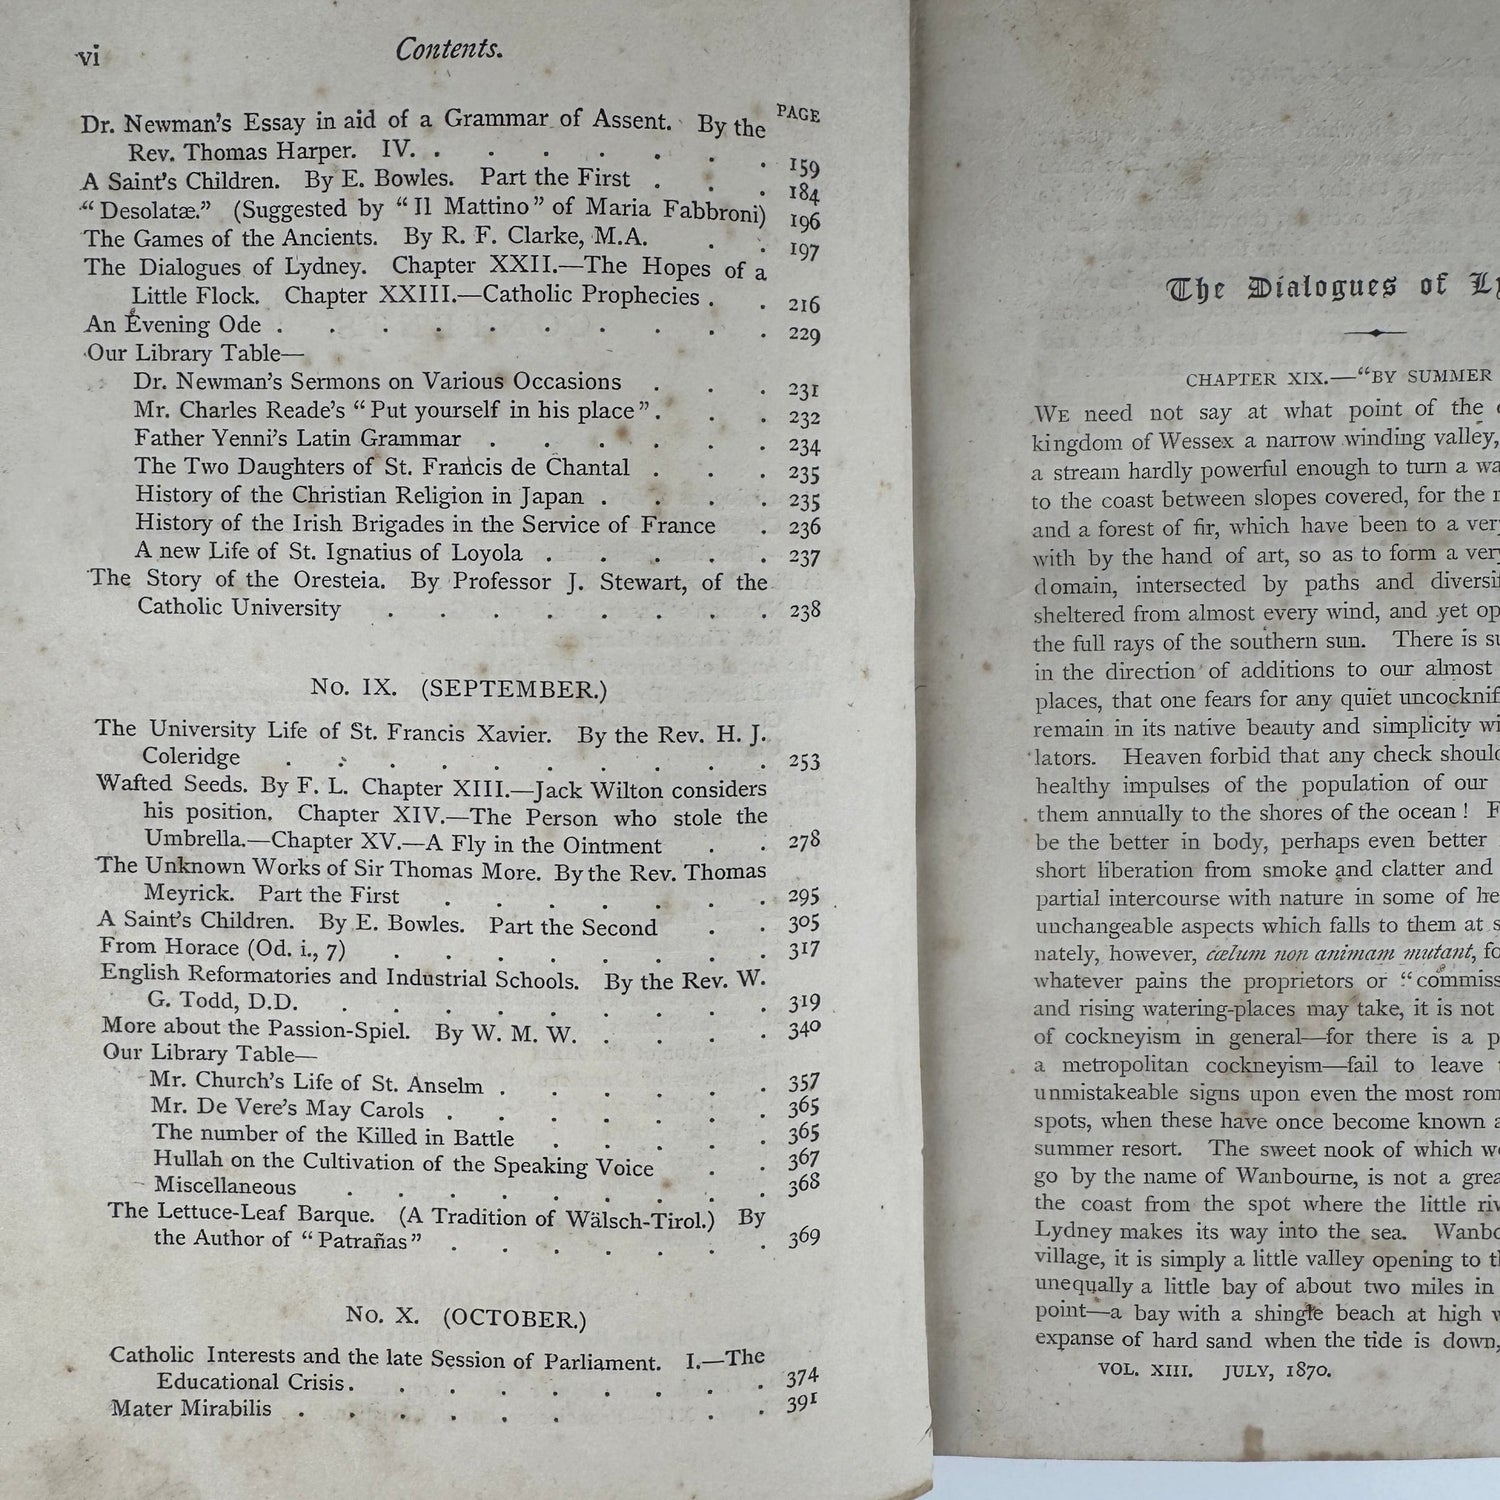 vi
Contents.
PAGE
Dr. Newman's Essay in aid of a Grammar of Assent. By the
Rev. Thomas Harper. IV. . . . . . . . 159
A Saint's Children. By E. Bowles. Part the First . . . 184
“Desolatæ.” (Suggested by “Il Mattino” of Maria Fabbroni) 196
The Games of the Ancients. By R. F. Clarke, M.A. . . 197
The Dialogues of Lydney. Chapter XXII.—The Hopes of a
Little Flock. Chapter XXIII.—Catholic Prophecies . . 216
An Evening Ode . . . . . . . . . . 229
Our Library Table—
Dr. Newman's Sermons on Various Occasions . . . 231
Mr. Charles Reade's “Put yourself in his place” . . . 232
Father Yenni's Latin Grammar . . . . . . 234
The Two Daughters of St. Francis de Chantal . . . 235
History of the Christian Religion in Japan . . . . 235
History of the Irish Brigades in the Service of France . 236
A new Life of St. Ignatius of Loyola . . . . . 237
The Story of the Oresteia. By Professor J. Stewart, of the
Catholic University . . . . . . . . 238
No. IX. (SEPTEMBER.)
The University Life of St. Francis Xavier. By the Rev. H. J.
Coleridge . . . . . . . . . . 253
Wafted Seeds. By F. L. Chapter XIII.—Jack Wilton considers
his position. Chapter XIV.—The Person who stole the
Umbrella.—Chapter XV.—A Fly in the Ointment . . 278
The Unknown Works of Sir Thomas More. By the Rev. Thomas
Meyrick. Part the First . . . . . . . 295
A Saint's Children. By E. Bowles. Part the Second . . 305
From Horace (Od. i., 7) . . . . . . . . 317
English Reformatories and Industrial Schools. By the Rev. W.
G. Todd, D.D. . . . . . . . . . 319
More about the Passion-Spiel. By W. M. W. . . . . 340
Our Library Table—
Mr. Church's Life of St. Anselm . . . . . . 357
Mr. De Vere's May Carols . . . . . . . 365
The number of the Killed in Battle . . . . . 365
Hullah on the Cultivation of the Speaking Voice . . 367
Miscellaneous . . . . . . . . . 368
The Lettuce-Leaf Barque. (A Tradition of Wälsch-Tirol.) By
the Author of “Patrañas” . . . . . . . 369
No. X. (OCTOBER.)
Catholic Interests and the late Session of Parliament. I.—The
Educational Crisis . . . . . . . . . 374
Mater Mirabilis . . . . . . . . 391
The Dialogues of
CHAPTER XIX.—“BY SUMMER
WE need not say at what point of the
kingdom of Wessex a narrow winding valley,
a stream hardly powerful enough to turn a
to the coast between slopes covered, for the
and a forest of fir, which have been to a
with by the hand of art, so as to form a
domain, intersected by paths and
sheltered from almost every wind, and yet
the full rays of the southern sun. There is
in the direction of additions to our almost
places, that one fears for any quiet
remain in its native beauty and simplicity
lators. Heaven forbid that any check
healthy impulses of the population of our
them annually to the shores of the ocean!
be the better in body, perhaps even better
short liberation from smoke and clatter and
partial intercourse with nature in some of
unchangeable aspects which falls to them at
nately, however, cœlum non animam mutant,
whatever pains the proprietors or “commiss
and rising watering-places may take, it is not
of cockneyism in general—for there is a
a metropolitan cockneyism—fail to leave
unmistakeable signs upon even the most
spots, when these have once become known
summer resort. The sweet nook of which
go by the name of Wanbourne, is not a
the coast from the spot where the little
Lydney makes its way into the sea.
village, it is simply a little valley opening to
unequally a little bay of about two miles in
point—a bay with a shingle beach at high
expanse of hard sand when the tide is down,
VOL. XIII. JULY, 1870.